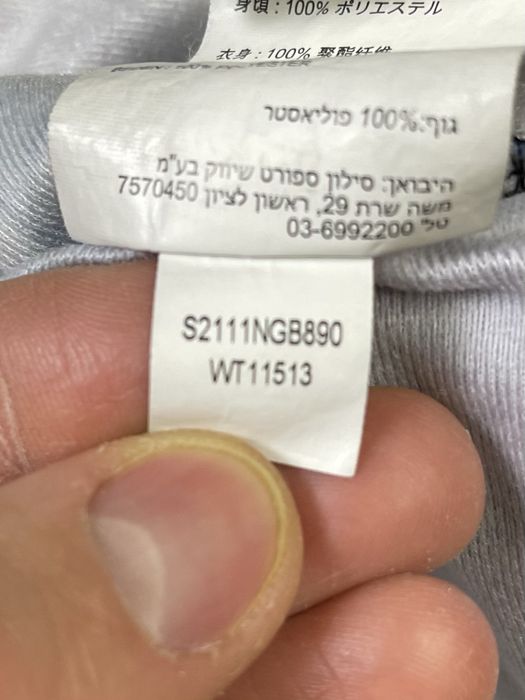 身頃 : 100% ポリエステル
衣身 : 100% 聚酯纤维
גוף:100% פוליאסטר
היבואן: סילון ספורט שיווק בע"מ
משה שרת 29, ראשון לציון 7570450
טל' 03-6992200
S2111NGB890
WT11513